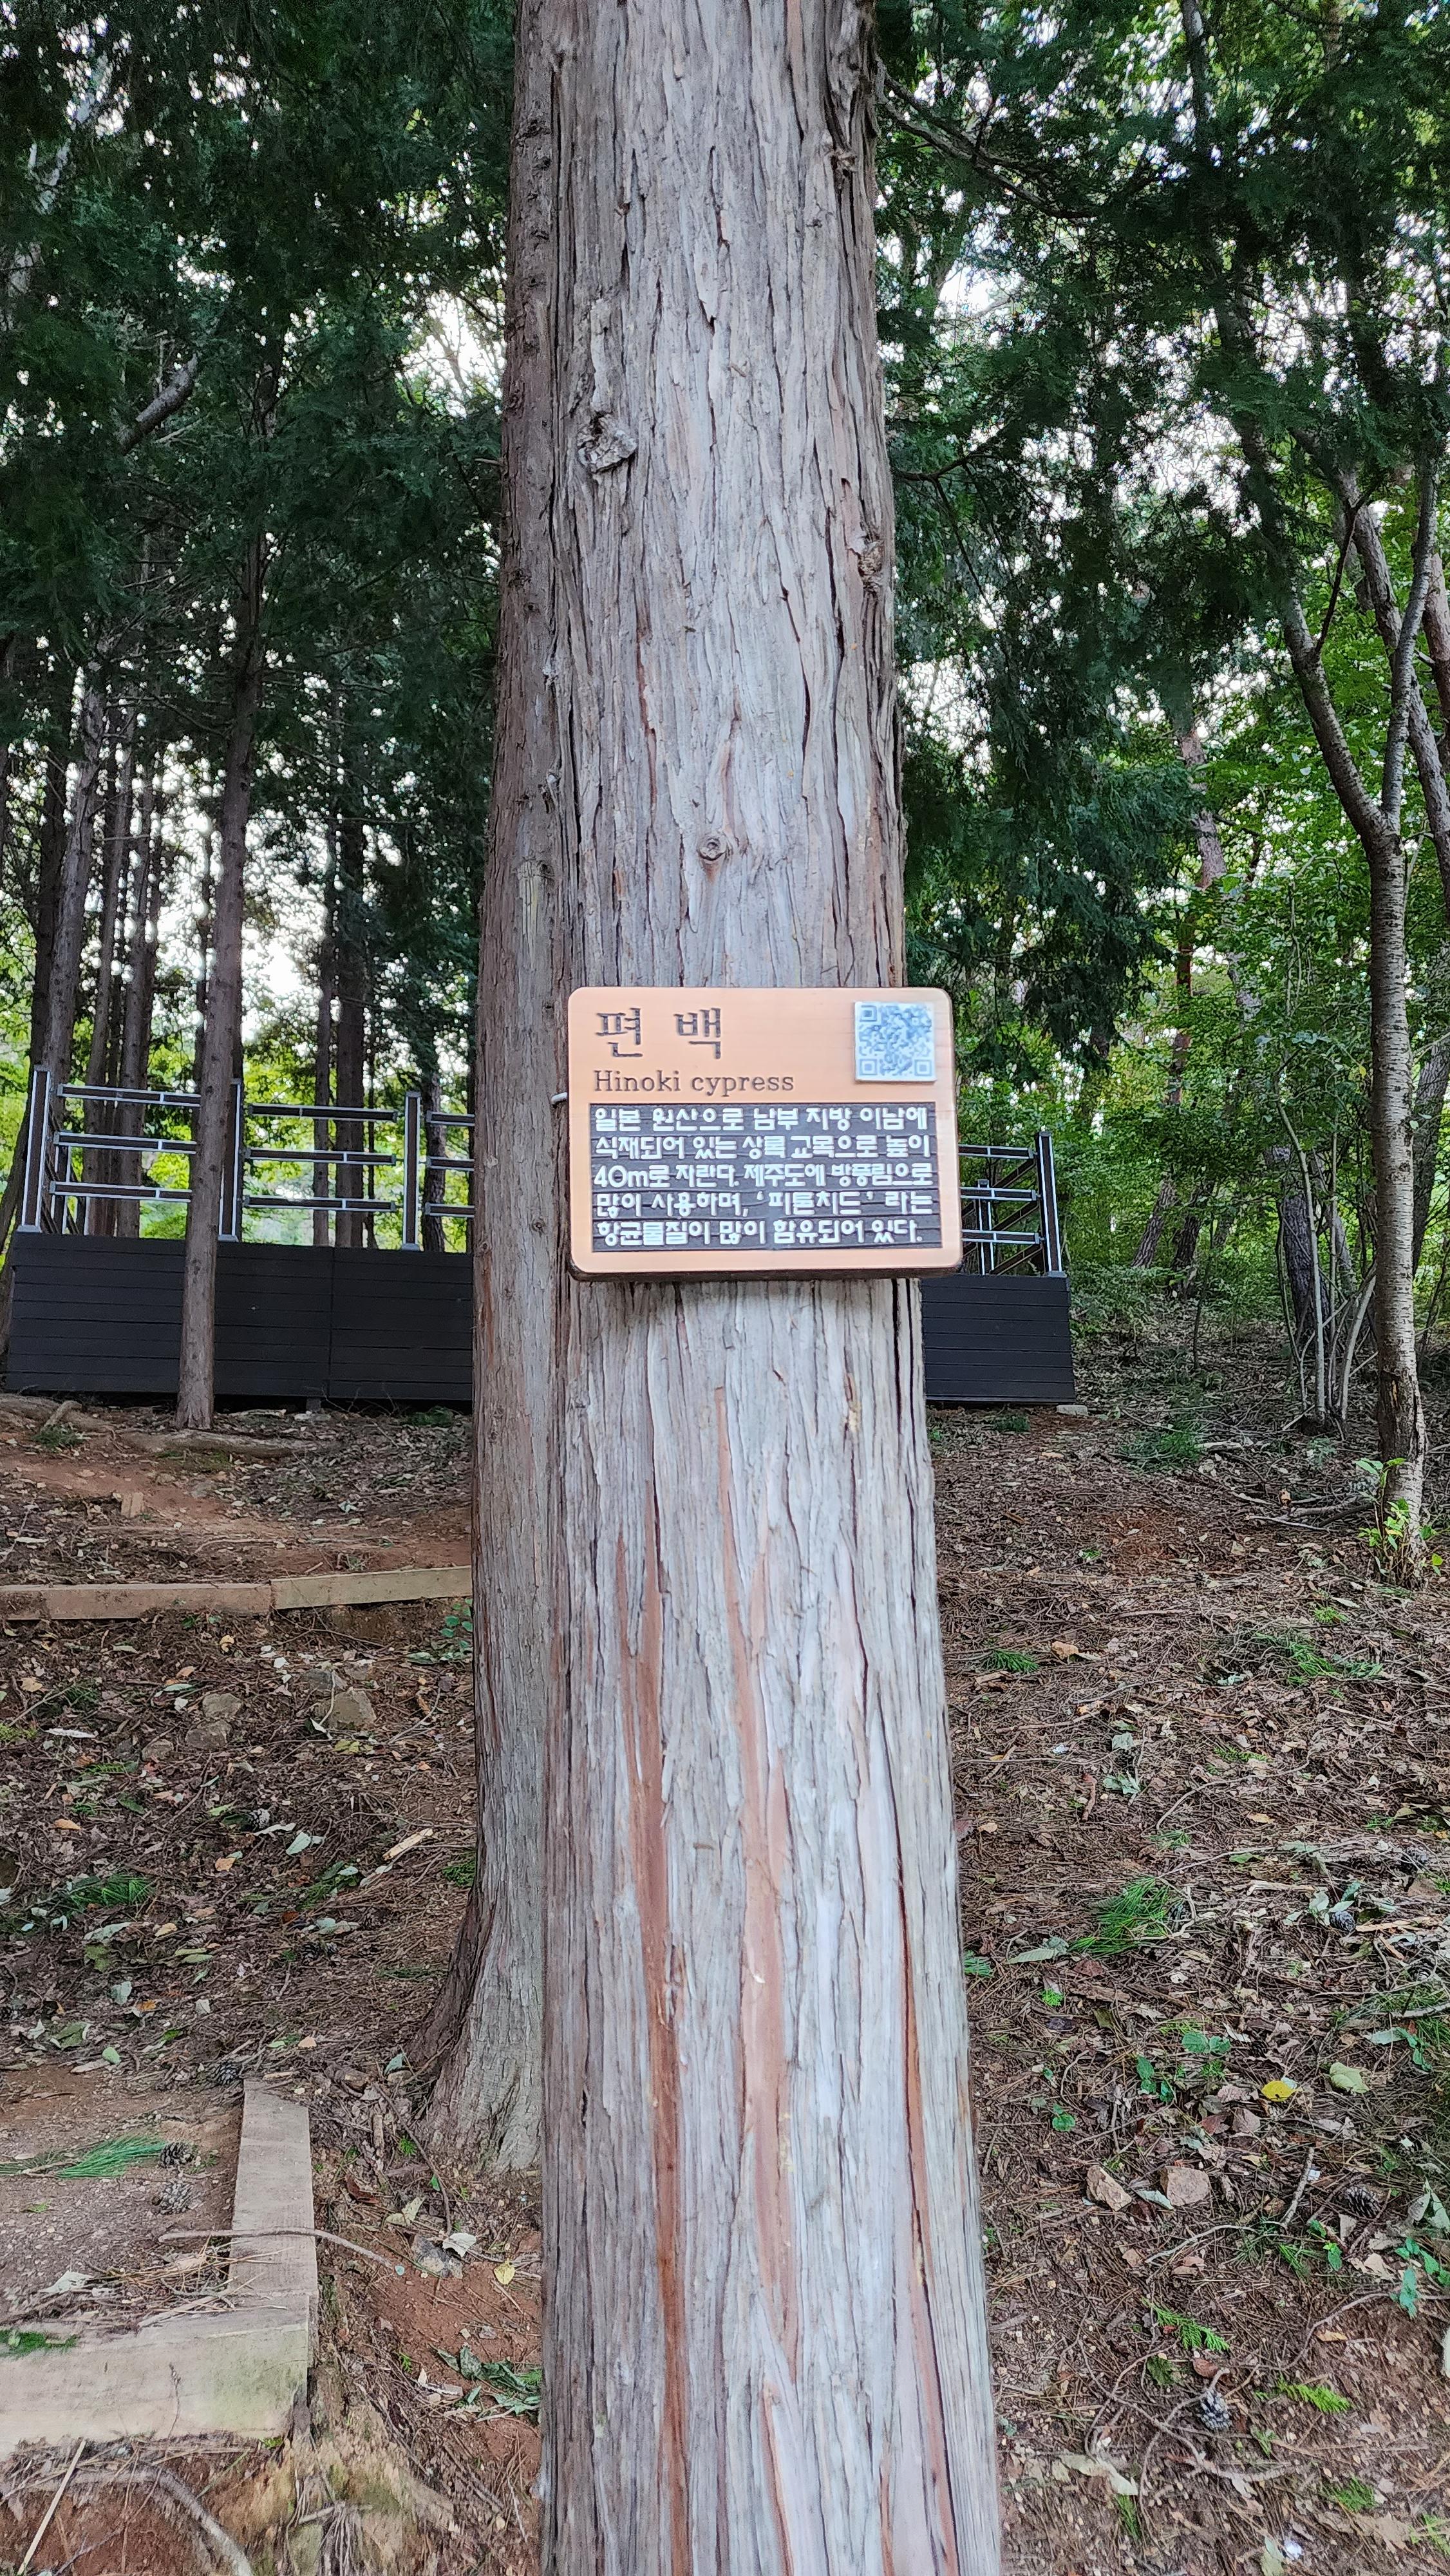 편 백
Hinoki cypress
일본 원산으로 남부 지방 이남에
식재되어 있는 상록 교목으로 높이
40m로 자란다. 제주도에 방풍림으로
많이 사용하며, '피톤치드' 라는
항균물질이 많이 함유되어 있다.